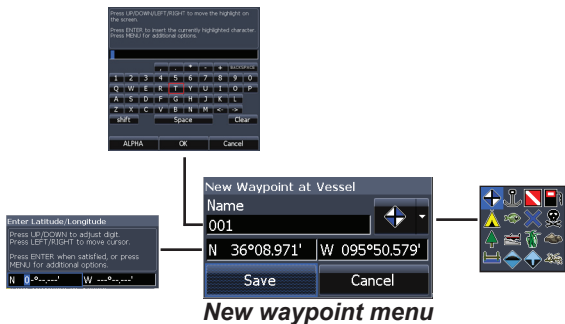 Press UP/DOWN/LEFT/RIGHT to move the highlight on
the screen.
Press ENTER to insert the currently highlighted character.
Press MENU for additional options.
, . * - + BACKSPACE
1 2 3 4 5 6 7 8 9 0
Q W E R T Y U I O P
A S D F G H J K L
Z X C V B N M <- ->
shift Space Clear
ALPHA OK Cancel
New Waypoint at Vessel
Name
001
N 36°08.971' W 095°50.579'
Save Cancel
Enter Latitude/Longitude
Press UP/DOWN to adjust digit.
Press LEFT/RIGHT to move cursor.
Press ENTER when satisfied, or press
MENU for additional options.
N 0-°--.---' W ---°--.---'
New waypoint menu